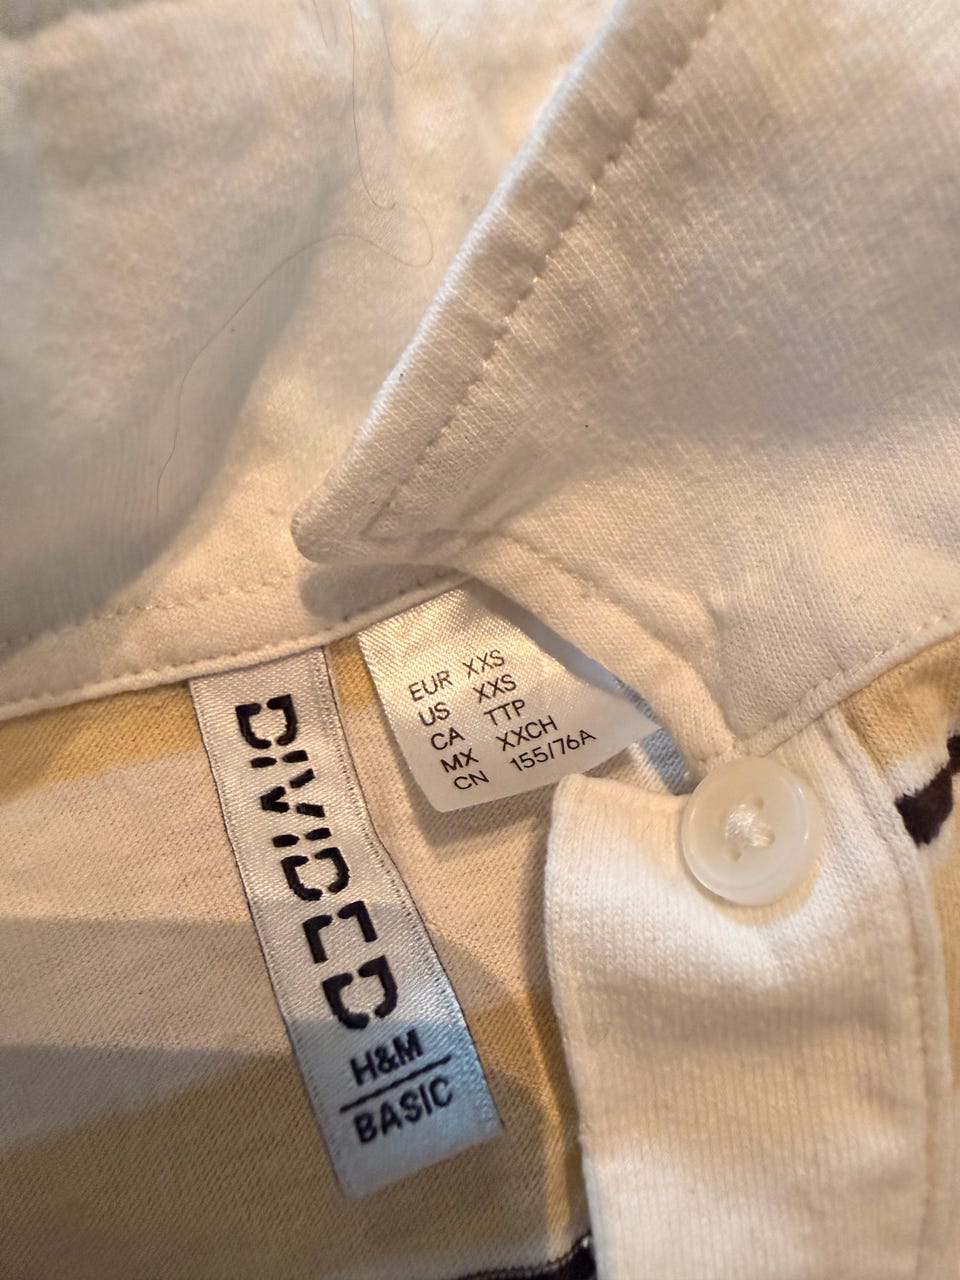 EUR XXS
US XXS
CA TTP
MX XXCH
CN 155/76A
DIVIDED
H&M
BASIC